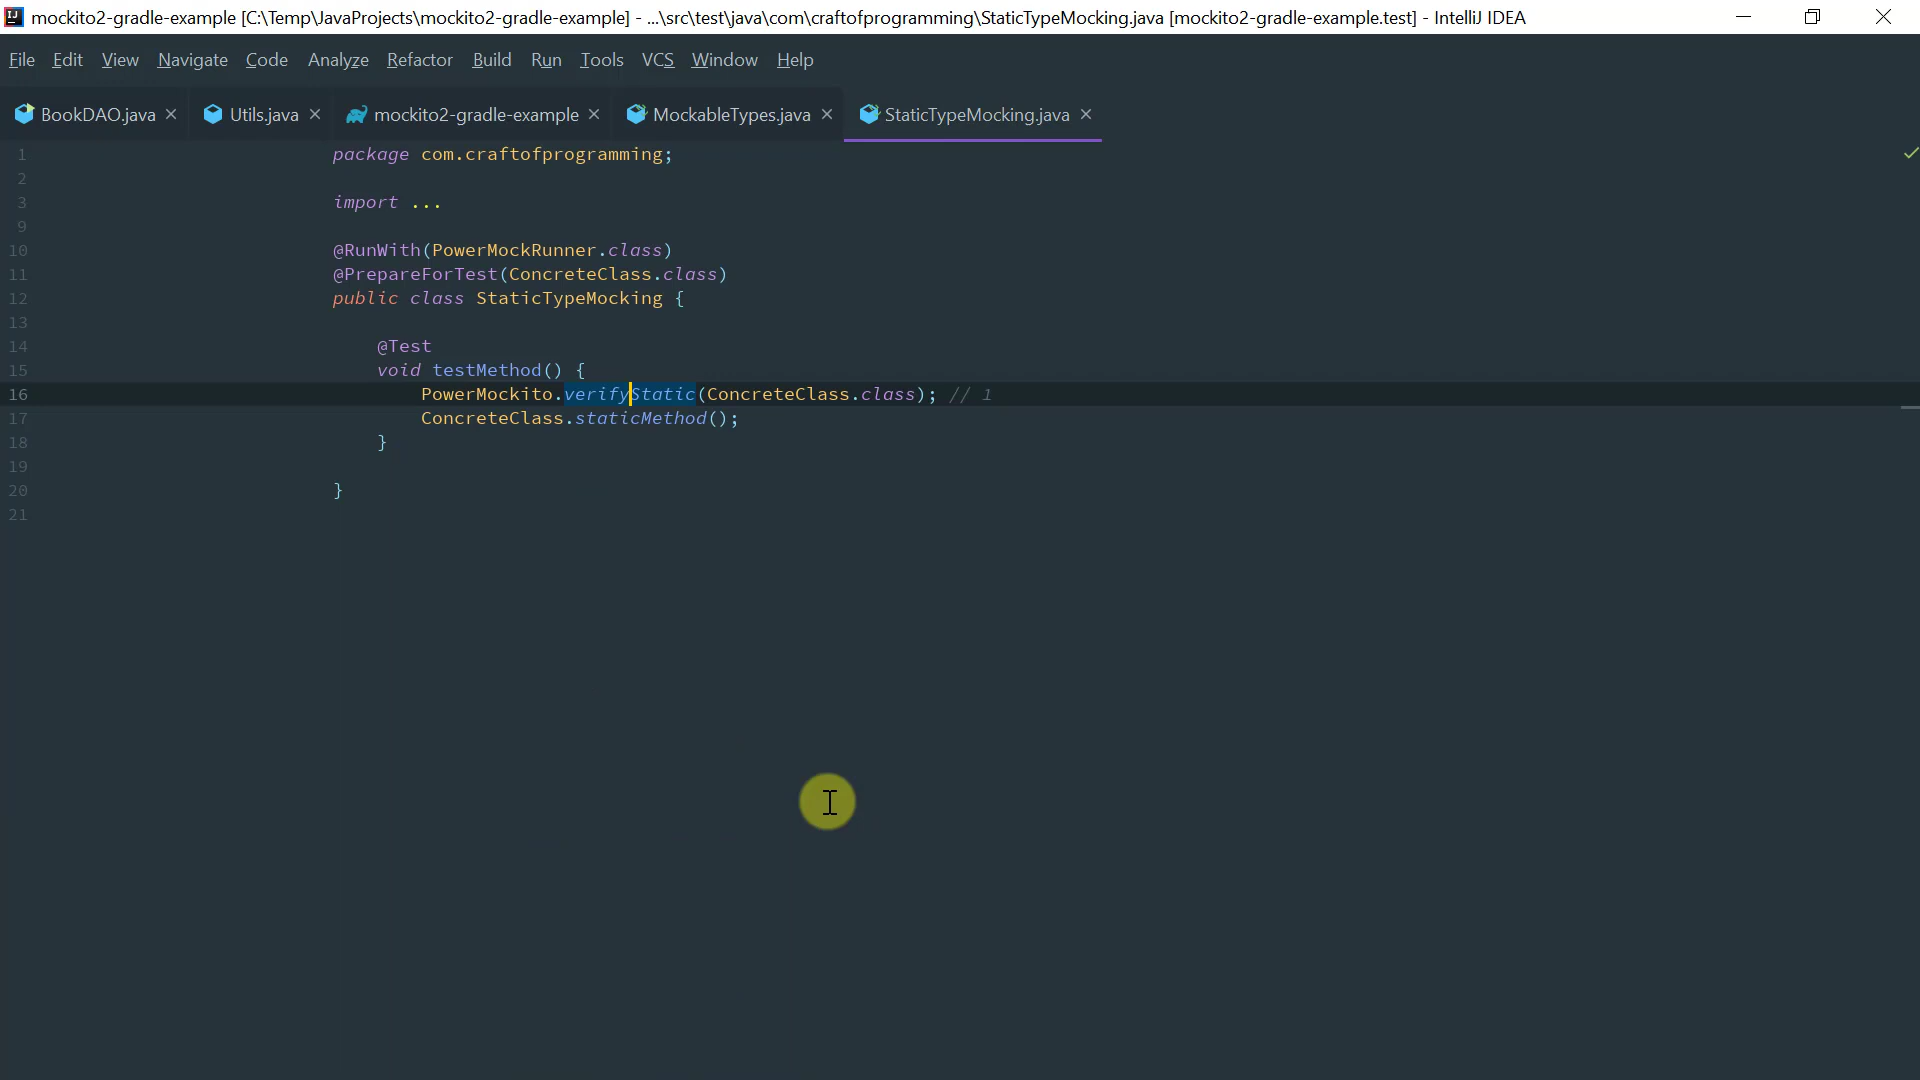 mockito2-gradle-example [C:\Temp\JavaProjects\mockito2-gradle-example] - ...\src\test\java\com\craftofprogramming\StaticTypeMocking.java [mockito2-gradle-example.test] - IntelliJ IDEA
File Edit View Navigate Code Analyze Refactor Build Run Tools VCS Window Help
BookDAO.java Utils.java mockito2-gradle-example MockableTypes.java StaticTypeMocking.java
1 package com.craftofprogramming;
2
3 import ...
9
10 @RunWith(PowerMockRunner.class)
11 @PrepareForTest(ConcreteClass.class)
12 public class StaticTypeMocking {
13
14 @Test
15 void testMethod() {
16 PowerMockito.verifyStatic(ConcreteClass.class); // 1
17 ConcreteClass.staticMethod();
18 }
19
20 }
21